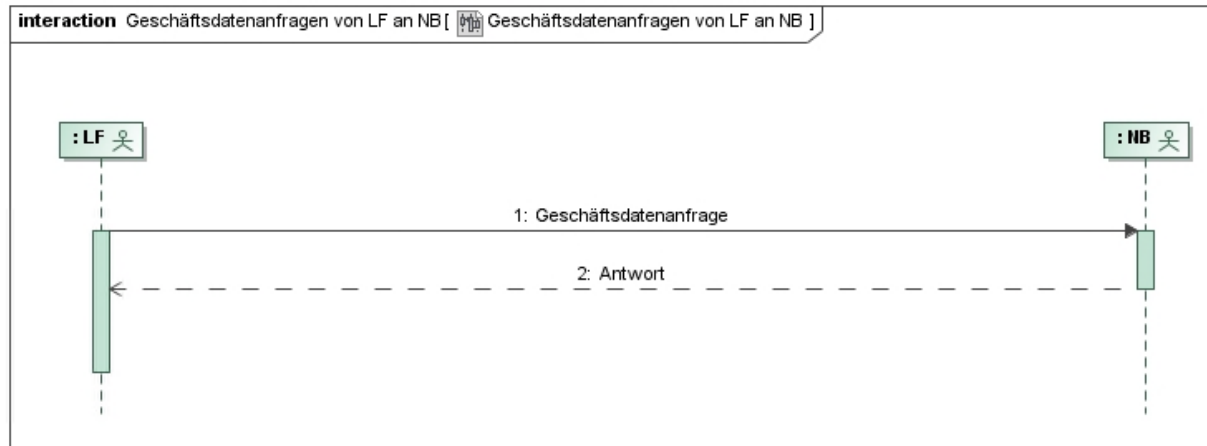 interaction Geschäftsdatenanfragen von LF an NB [ Geschäftsdatenanfragen von LF an NB ]
: LF
: NB
1: Geschäftsdatenanfrage
2: Antwort